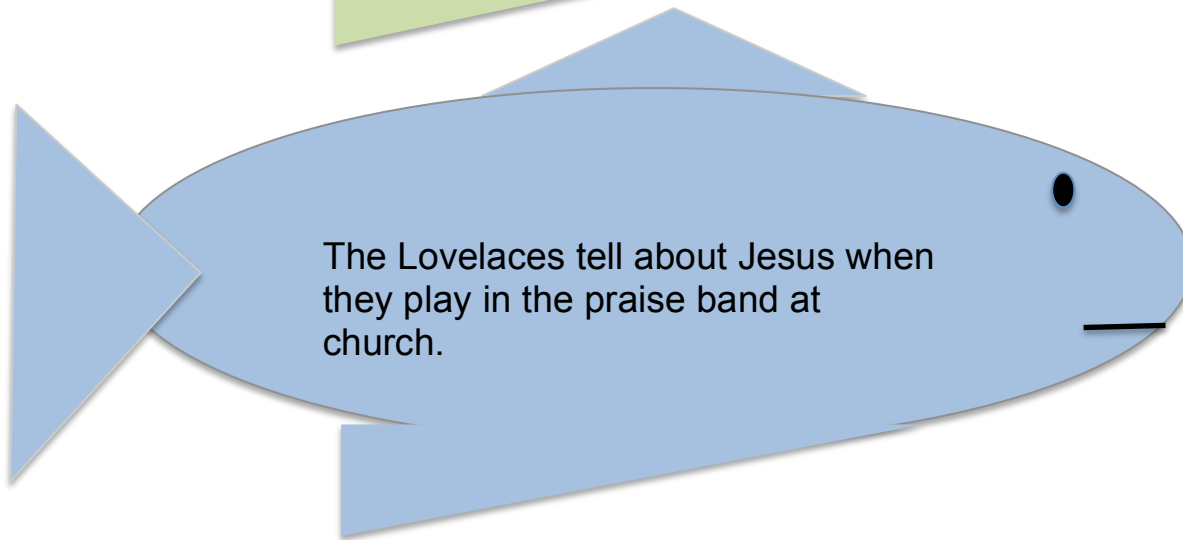 The Lovelaces tell about Jesus when
they play in the praise band at
church.